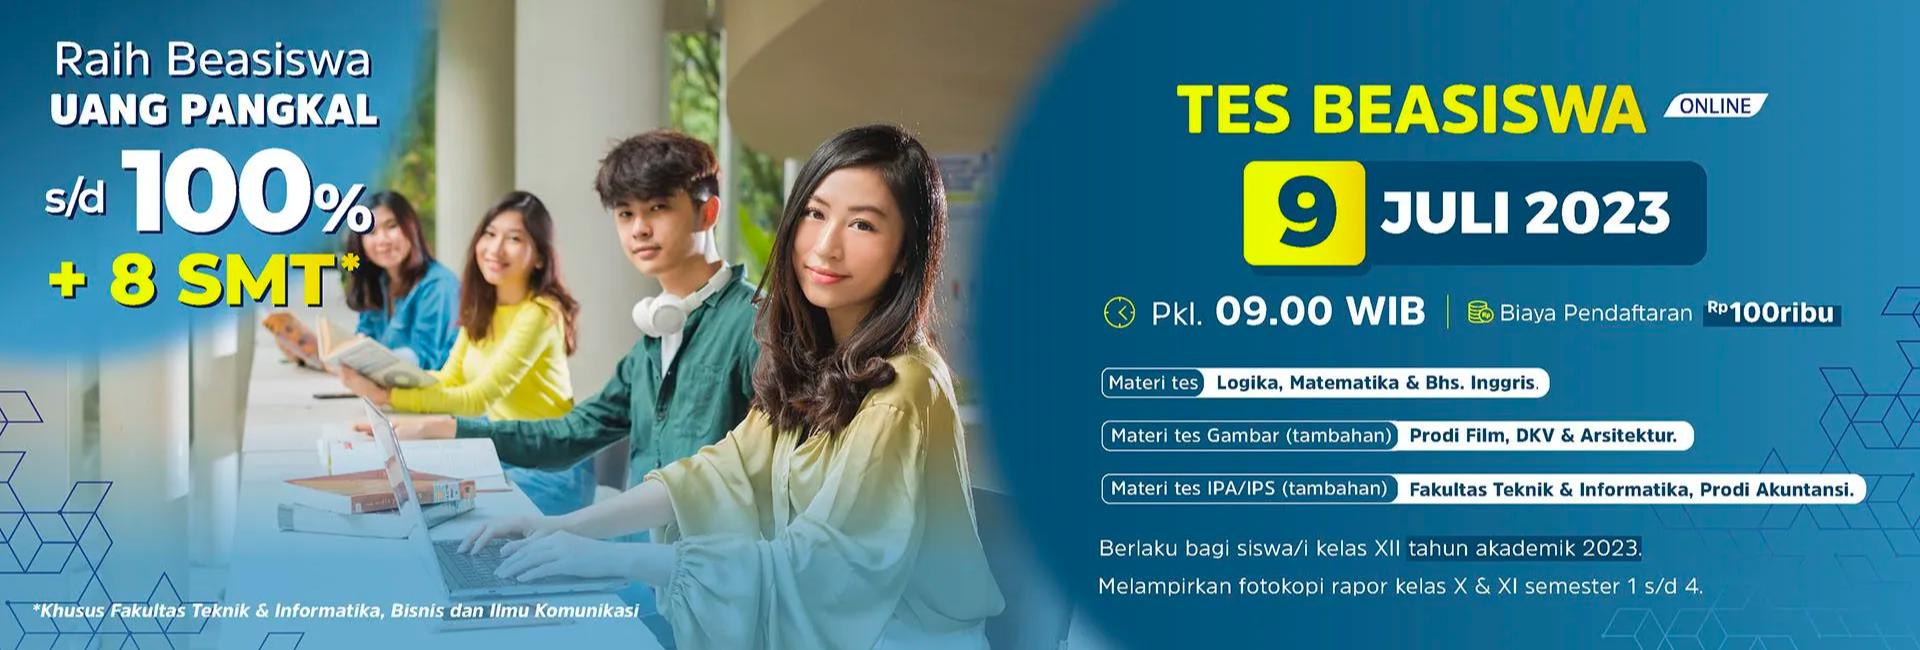 Raih Beasiswa
UANG PANGKAL
s/d 100%
+ 8 SMT*
*Khusus Fakultas Teknik & Informatika, Bisnis dan Ilmu Komunikasi
TES BEASISWA ONLINE
9 JULI 2023
Pkl. 09.00 WIB | Biaya Pendaftaran Rp100ribu
Materi tes Logika, Matematika & Bhs. Inggris.
Materi tes Gambar (tambahan) Prodi Film, DKV & Arsitektur.
Materi tes IPA/IPS (tambahan) Fakultas Teknik & Informatika, Prodi Akuntansi.
Berlaku bagi siswa/i kelas XII tahun akademik 2023.
Melampirkan fotokopi rapor kelas X & XI semester 1 s/d 4.